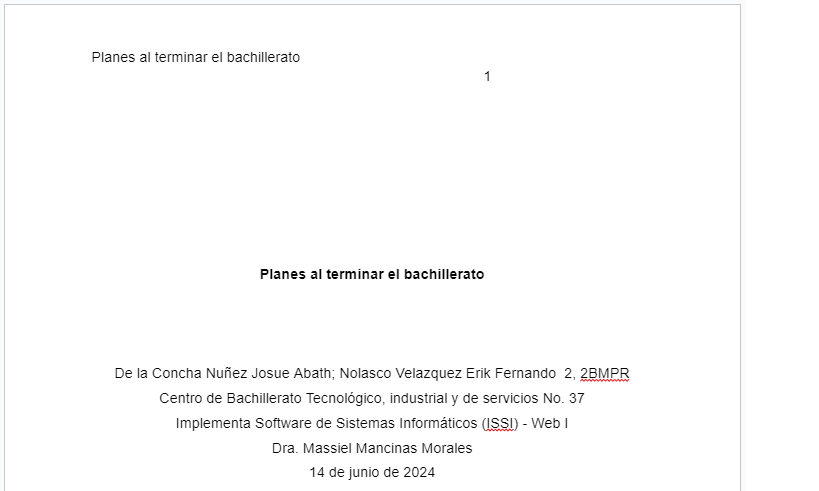 Planes al terminar el bachillerato
1
Planes al terminar el bachillerato
De la Concha Nuñez Josue Abath; Nolasco Velazquez Erik Fernando  2, 2BMPR
Centro de Bachillerato Tecnológico, industrial y de servicios No. 37
Implementa Software de Sistemas Informáticos (ISSI) - Web I
Dra. Massiel Mancinas Morales
14 de junio de 2024